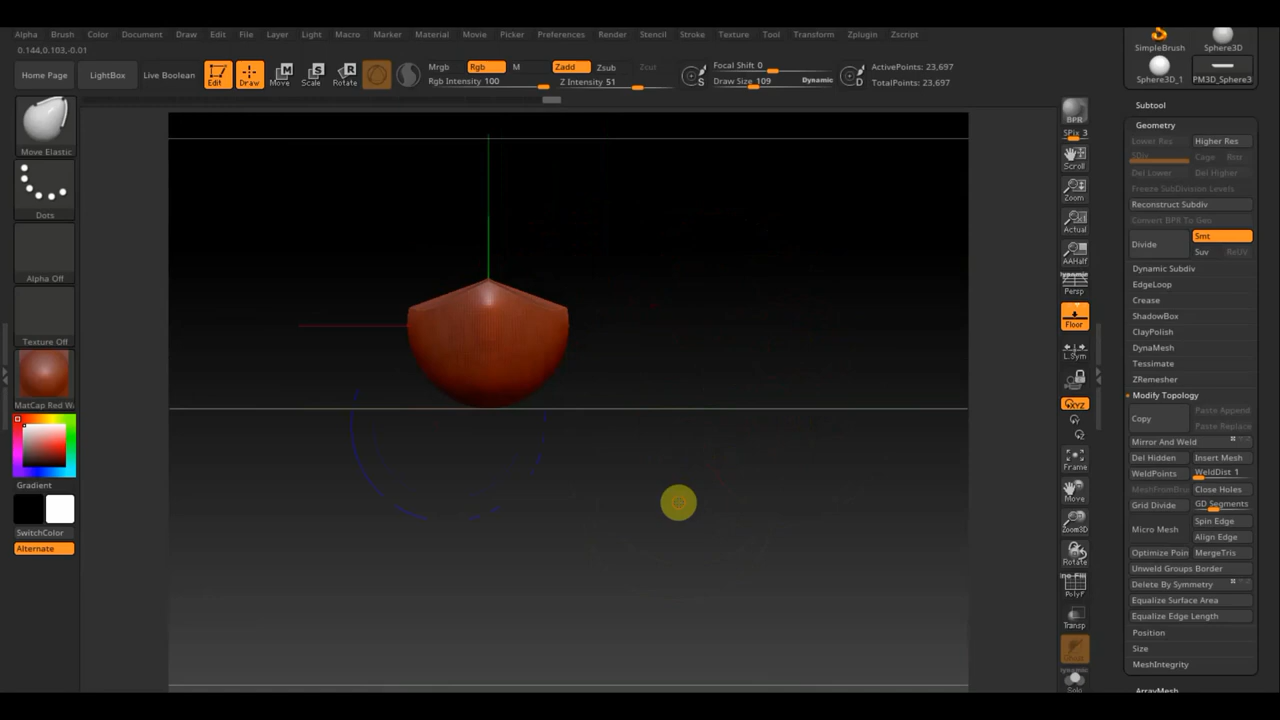 Alpha Brush Color Document Draw Edit File Layer Light Macro Marker Material Movie Picker Preferences Render Stencil Stroke Texture Tool Transform Zplugin Zscript
0.144,0.103,-0.01
Home Page LightBox Live Boolean Edit Draw Move Scale Rotate
Mrgb Rgb M Zadd Zsub Zcut
Rgb Intensity 100 Z Intensity 51
S Focal Shift 0
Draw Size 109 Dynamic
D ActivePoints: 23,697
TotalPoints: 23,697
Move Elastic
Dots
Alpha Off
Texture Off
MatCap Red Wa
Gradient
SwitchColor
Alternate
BPR
SPix 3
Scroll
Zoom
Actual
AAHalf
Dynamic
Persp
Floor
L.Sym
XYZ
Y
Z
Frame
Move
Zoom3D
Rotate
PolyF
Transp
Ghost
Solo
SimpleBrush Sphere3D
Sphere3D_1 PM3D_Sphere3
Subtool
Geometry
Lower Res Higher Res
SDiv Cage Rstr
Del Lower Del Higher
Freeze SubDivision Levels
Reconstruct Subdiv
Convert BPR To Geo
Divide Smt
Suv ReUV
Dynamic Subdiv
EdgeLoop
Crease
ShadowBox
ClayPolish
DynaMesh
Tessimate
ZRemesher
Modify Topology
Copy Paste Append
Paste Replace
Mirror And Weld
Del Hidden Insert Mesh
WeldPoints WeldDist 1
MeshFromBru Close Holes
Grid Divide GD Segments
Micro Mesh Spin Edge
Align Edge
Optimize Poin MergeTris
Unweld Groups Border
Delete By Symmetry
Equalize Surface Area
Equalize Edge Length
Position
Size
MeshIntegrity
ArrayMesh